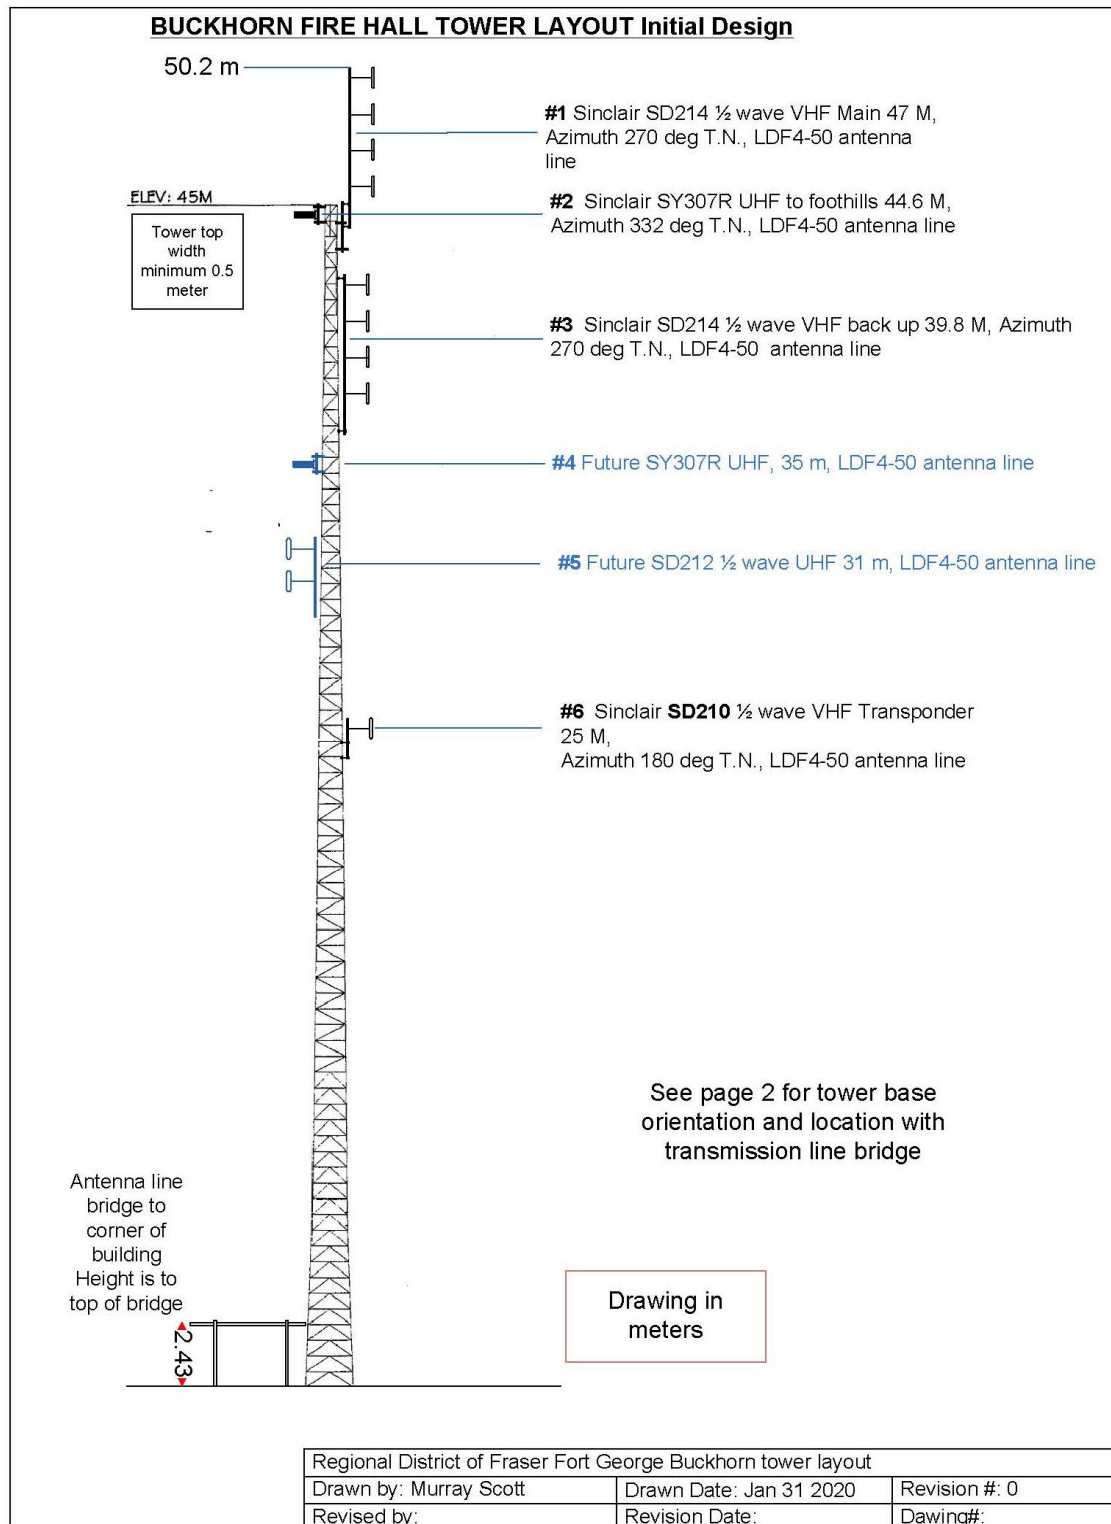 BUCKHORN FIRE HALL TOWER LAYOUT Initial Design
50.2 m
#1 Sinclair SD214 ½ wave VHF Main 47 M,
Azimuth 270 deg T.N., LDF4-50 antenna
line
ELEV: 45M
#2 Sinclair SY307R UHF to foothills 44.6 M,
Azimuth 332 deg T.N., LDF4-50 antenna line
Tower top
width
minimum 0.5
meter
#3 Sinclair SD214 ½ wave VHF back up 39.8 M, Azimuth
270 deg T.N., LDF4-50 antenna line
#4 Future SY307R UHF, 35 m, LDF4-50 antenna line
#5 Future SD212 ½ wave UHF 31 m, LDF4-50 antenna line
#6 Sinclair SD210 ½ wave VHF Transponder
25 M,
Azimuth 180 deg T.N., LDF4-50 antenna line
See page 2 for tower base
orientation and location with
transmission line bridge
Antenna line
bridge to
corner of
building
Height is to
top of bridge
2.43
Drawing in
meters
Regional District of Fraser Fort George Buckhorn tower layout
Drawn by: Murray Scott
Drawn Date: Jan 31 2020
Revision #: 0
Revised by:
Revision Date:
Dawing#: